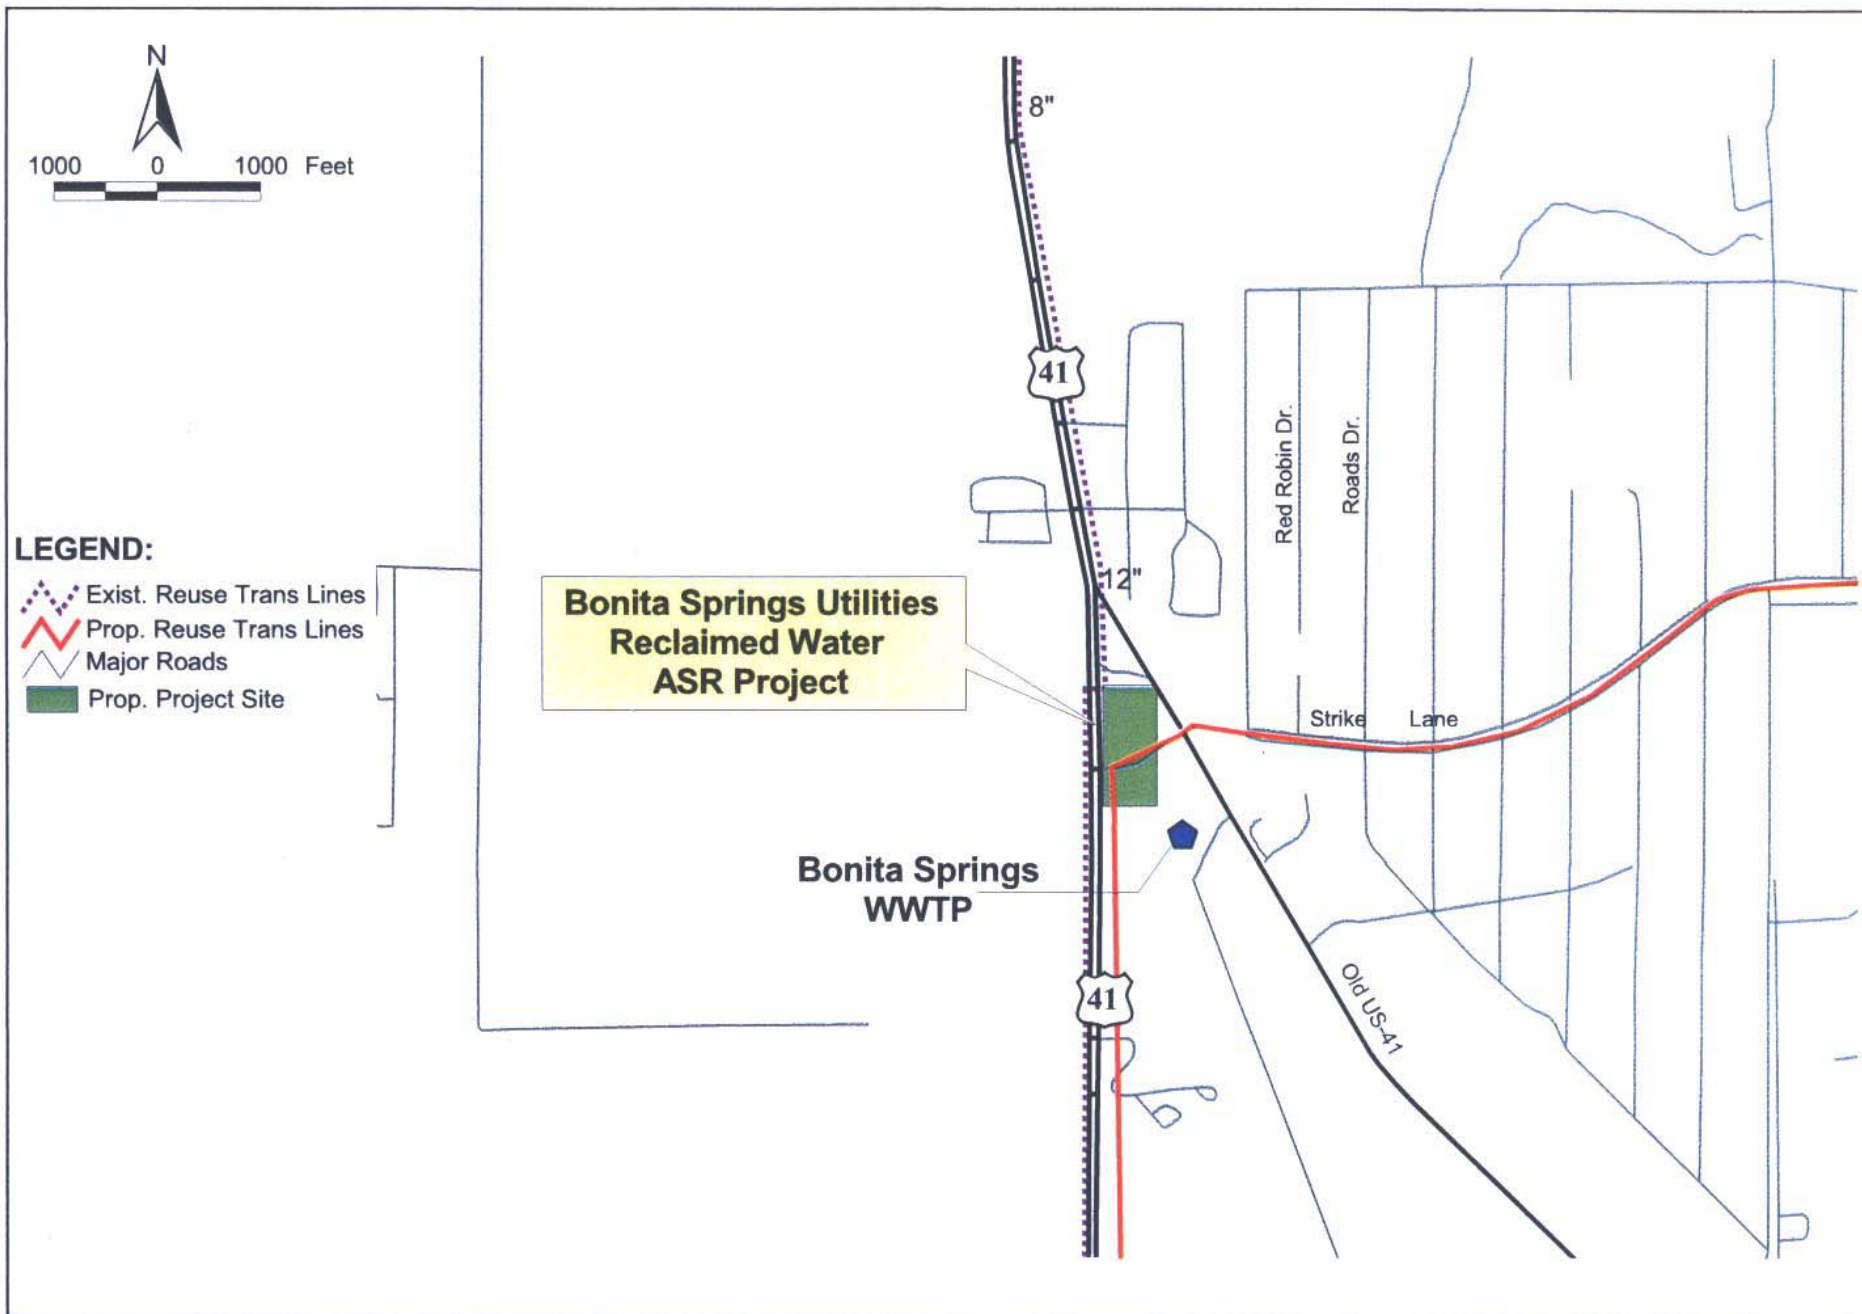 N
1000 0 1000 Feet
8"
41
Red Robin Dr.
Roads Dr.
LEGEND:
Exist. Reuse Trans Lines
Prop. Reuse Trans Lines
Major Roads
Prop. Project Site
12"
Bonita Springs Utilities
Reclaimed Water
ASR Project
Strike Lane
Bonita Springs
WWTP
41
Old US-41